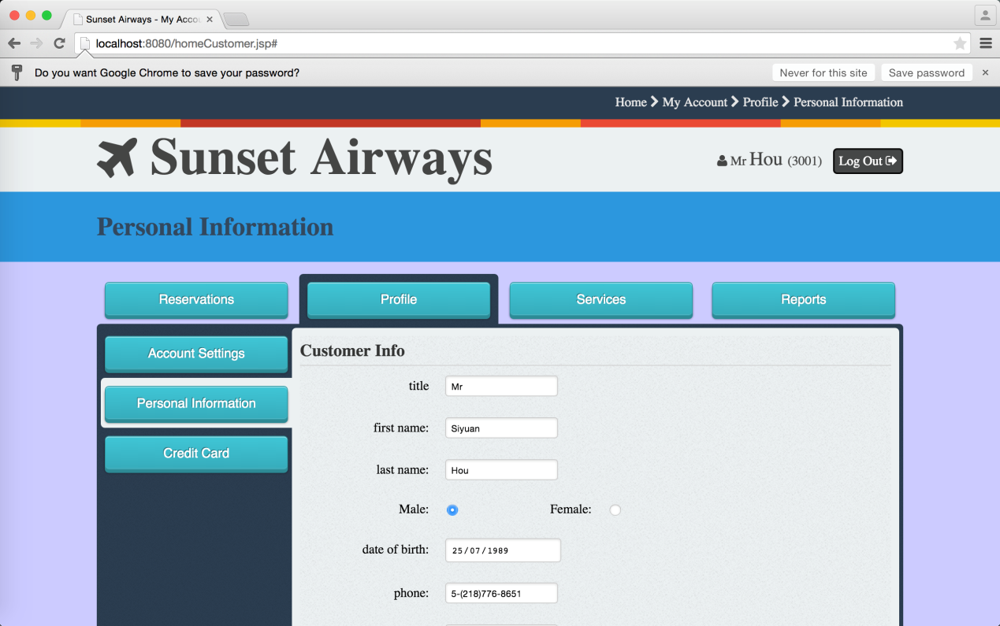 Sunset Airways - My Accou
localhost:8080/homeCustomer.jsp#
Do you want Google Chrome to save your password? Never for this site Save password
Home My Account Profile Personal Information
Sunset Airways
Mr Hou (3001) Log Out
Personal Information
Reservations Profile Services Reports
Account Settings
Personal Information
Credit Card
Customer Info
title Mr
first name: Siyuan
last name: Hou
Male: Female:
date of birth: 25/07/1989
phone: 5-(218)776-8651